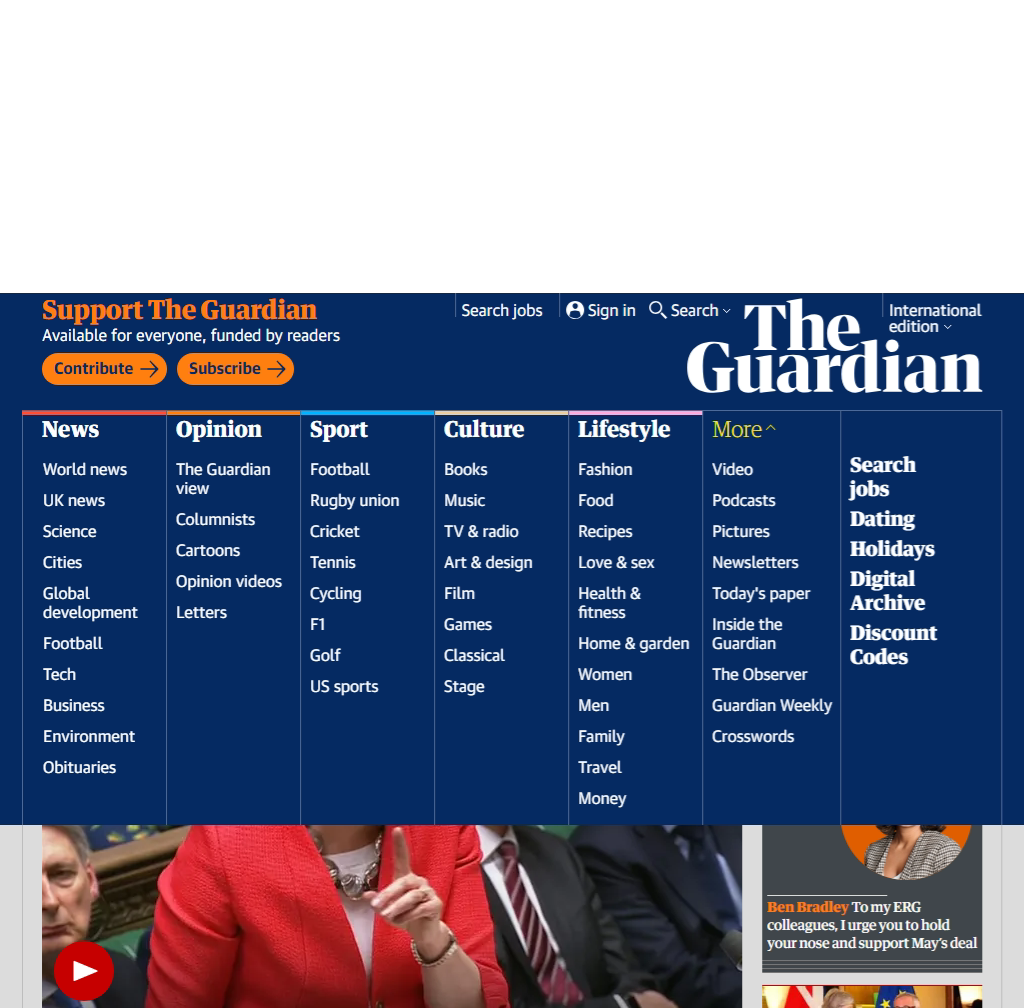 Support The Guardian
Available for everyone, funded by readers
Contribute
Subscribe
Search jobs
Sign in
Search
The
Guardian
International
edition
News
World news
UK news
Science
Cities
Global
development
Football
Tech
Business
Environment
Obituaries
Opinion
The Guardian
view
Columnists
Cartoons
Opinion videos
Letters
Sport
Football
Rugby union
Cricket
Tennis
Cycling
F1
Golf
US sports
Culture
Books
Music
TV & radio
Art & design
Film
Games
Classical
Stage
Lifestyle
Fashion
Food
Recipes
Love & sex
Health &
fitness
Home & garden
Women
Men
Family
Travel
Money
More
Video
Podcasts
Pictures
Newsletters
Today's paper
Inside the
Guardian
The Observer
Guardian Weekly
Crosswords
Search
jobs
Dating
Holidays
Digital
Archive
Discount
Codes
Ben Bradley To my ERG
colleagues, I urge you to hold
your nose and support May's deal